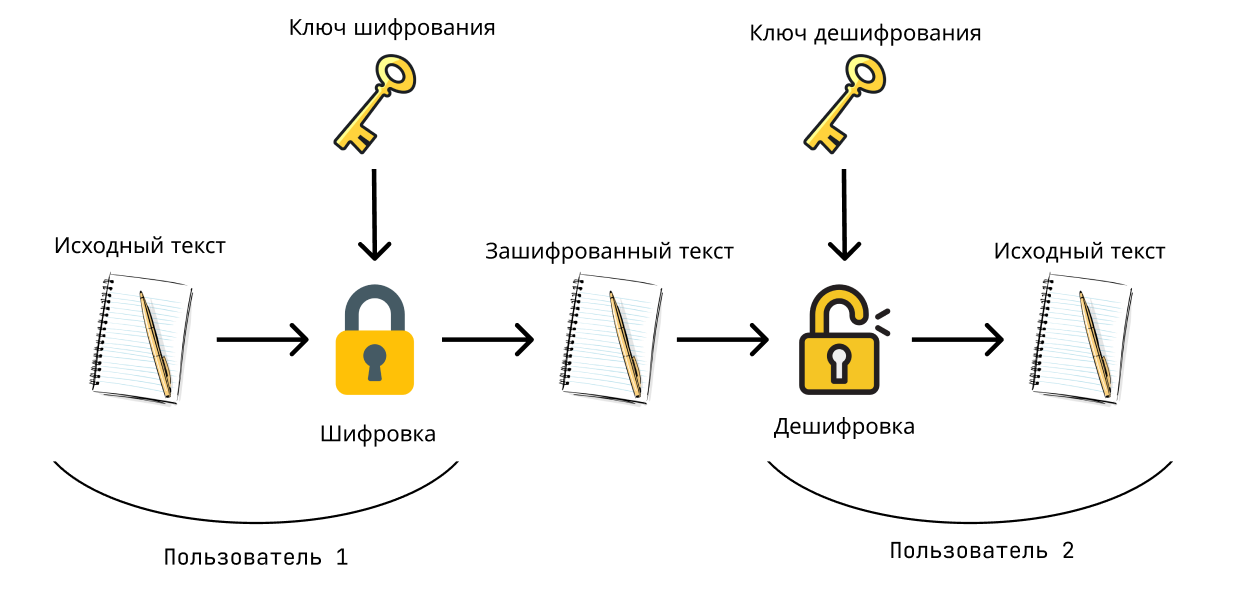 Ключ шифрования
Ключ дешифрования
Исходный текст
Зашифрованный текст
Исходный текст
Шифровка
Дешифровка
Пользователь 1
Пользователь 2